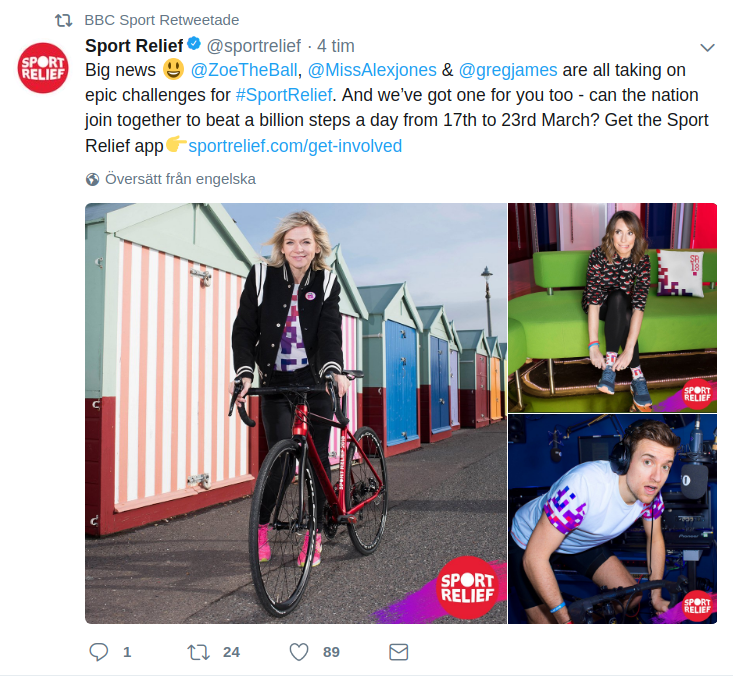 BBC Sport Retweetade
Sport Relief @sportrelief · 4 tim
Big news 😃 @ZoeTheBall, @MissAlexjones & @gregjames are all taking on
epic challenges for #SportRelief. And we've got one for you too - can the nation
join together to beat a billion steps a day from 17th to 23rd March? Get the Sport
Relief app👉sportrelief.com/get-involved
Översätt från engelska
SPORT
RELIEF
SR
18
SPORT
RELIEF
SPORT
RELIEF
SPORT
RELIEF
1 24 89